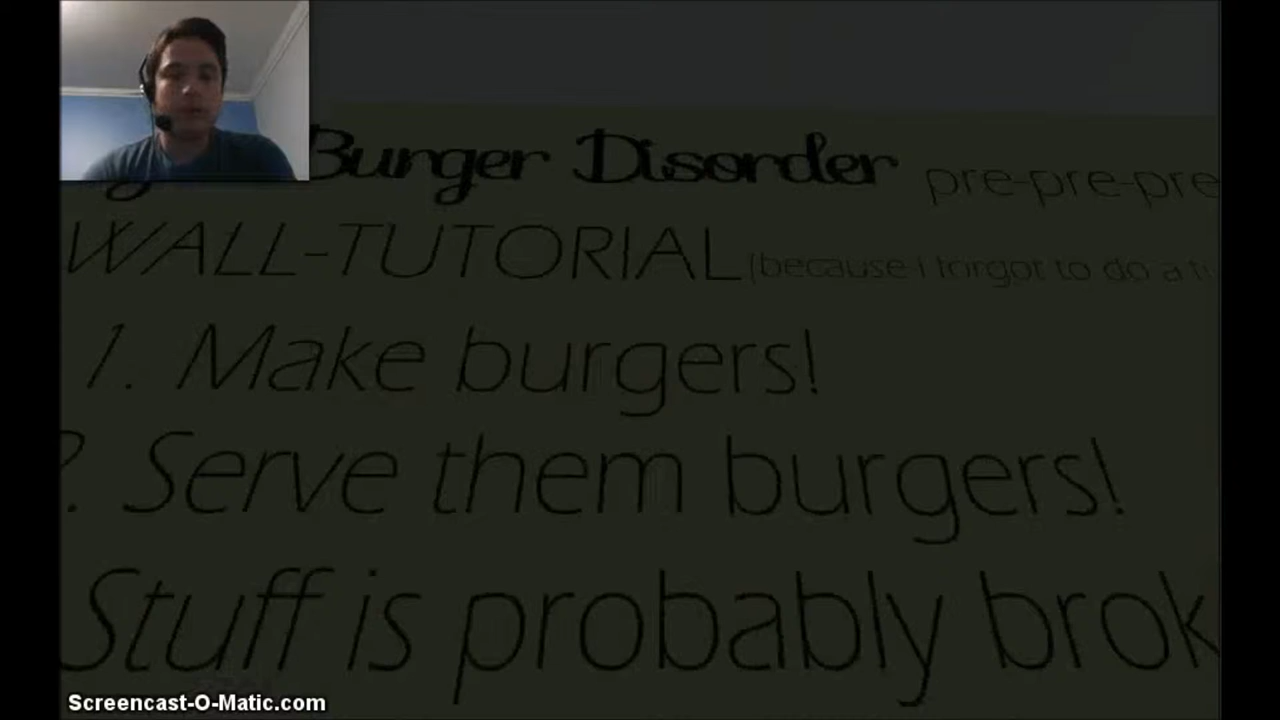 Burger Disorder pre-pre-pre
WALL-TUTORIAL (because i forgot to do a
1. Make burgers!
2. Serve them burgers!
Stuff is probably brok
Screencast-O-Matic.com